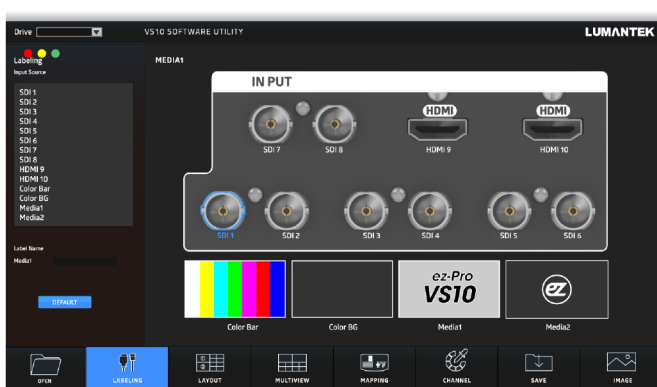 Drive
VS10 SOFTWARE UTILITY
LUMANTEK
Labeling
Input Source
SDI 1
SDI 2
SDI 3
SDI 4
SDI 5
SDI 6
SDI 7
SDI 8
HDMI 9
HDMI 10
Color Bar
Color BG
Media1
Media2
Label Name
Media1
DEFAULT
MEDIA1
IN PUT
HDMI HDMI
SDI 7 SDI 8 HDMI 9 HDMI 10
SDI 1 SDI 2 SDI 3 SDI 4 SDI 5 SDI 6
ez-Pro
VS10
ez
Color Bar Color BG Media1 Media2
OPEN LABELING LAYOUT MULTIVIEW MAPPING CHANNEL SAVE IMAGE